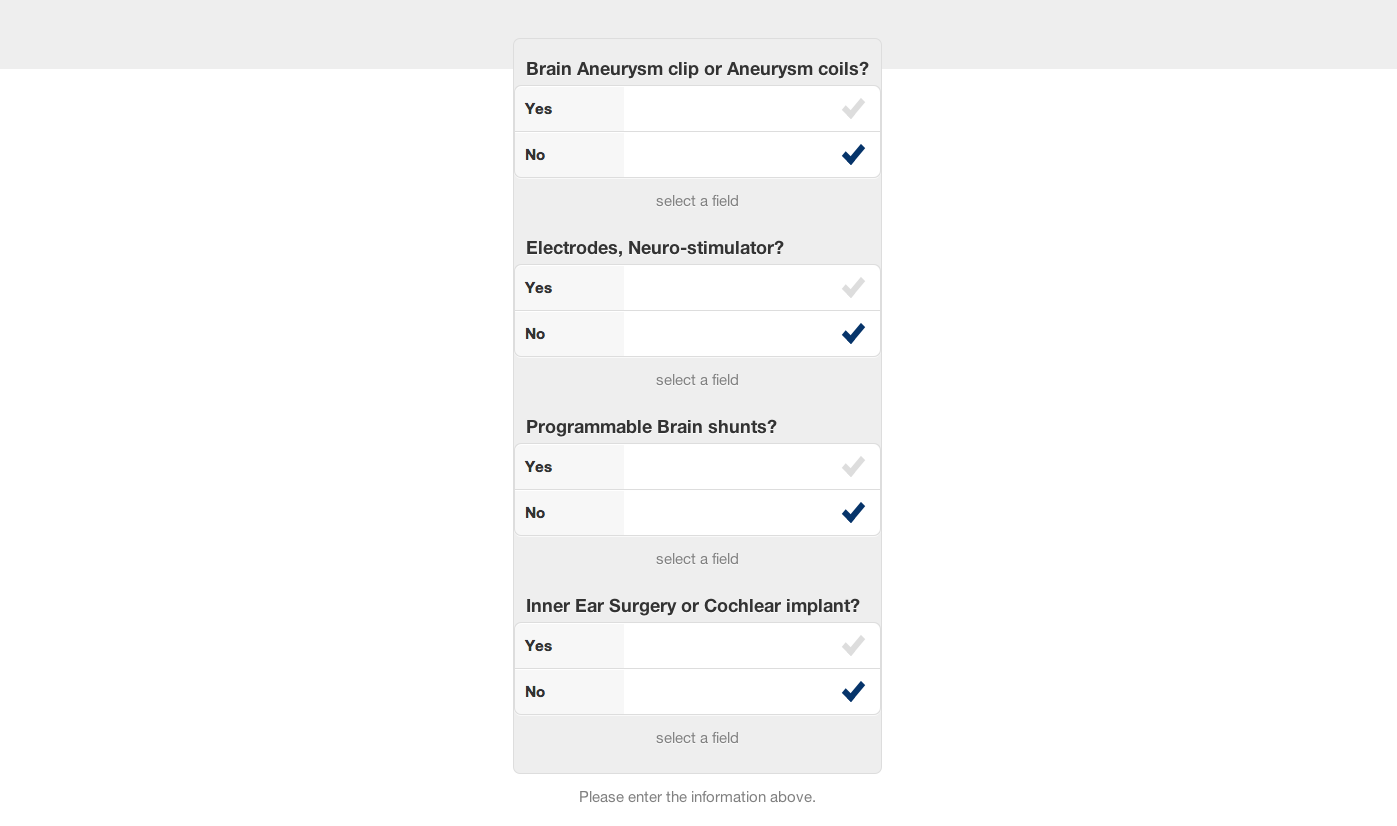 Brain Aneurysm clip or Aneurysm coils?
Yes
No
select a field
Electrodes, Neuro-stimulator?
Yes
No
select a field
Programmable Brain shunts?
Yes
No
select a field
Inner Ear Surgery or Cochlear implant?
Yes
No
select a field
Please enter the information above.